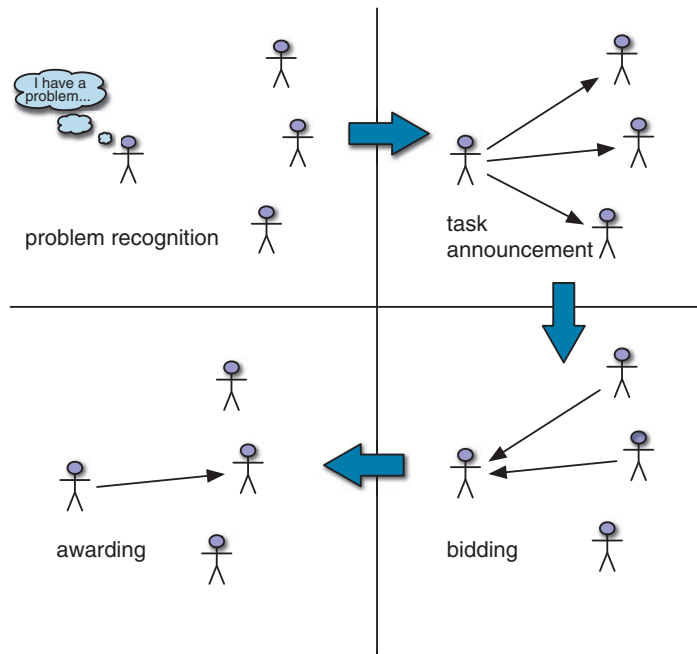 I have a
problem...
problem recognition
task
announcement
bidding
awarding